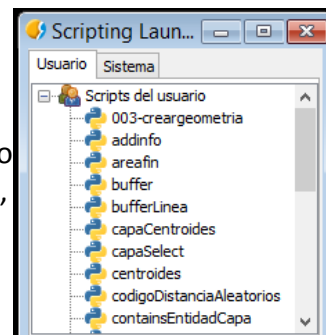 Scripting Laun...
Usuario Sistema
Scripts del usuario
003-creargeometria
addinfo
o
areafin
,
buffer
bufferLinea
capaCentroides
capaSelect
centroides
codigoDistanciaAleatorios
containsEntidadCapa